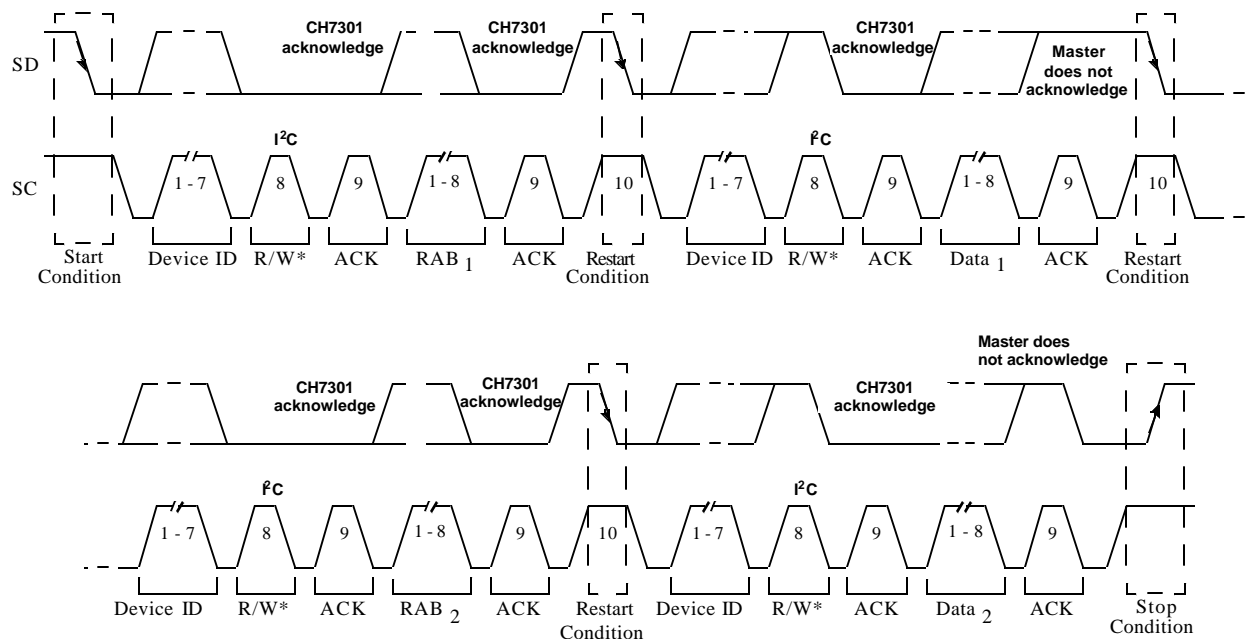 CH7301 acknowledge
CH7301 acknowledge
CH7301 acknowledge
Master does not acknowledge
SD
I²C
I²C
SC
1 - 7
8
9
1 - 8
9
10
1 - 7
8
9
1 - 8
9
10
Start Condition
Device ID
R/W*
ACK
RAB 1
ACK
Restart Condition
Device ID
R/W*
ACK
Data 1
ACK
Restart Condition
CH7301 acknowledge
CH7301 acknowledge
CH7301 acknowledge
Master does not acknowledge
I²C
I²C
1 - 7
8
9
1 - 8
9
10
1 - 7
8
9
1 - 8
9
Device ID
R/W*
ACK
RAB 2
ACK
Restart Condition
Device ID
R/W*
ACK
Data 2
ACK
Stop Condition